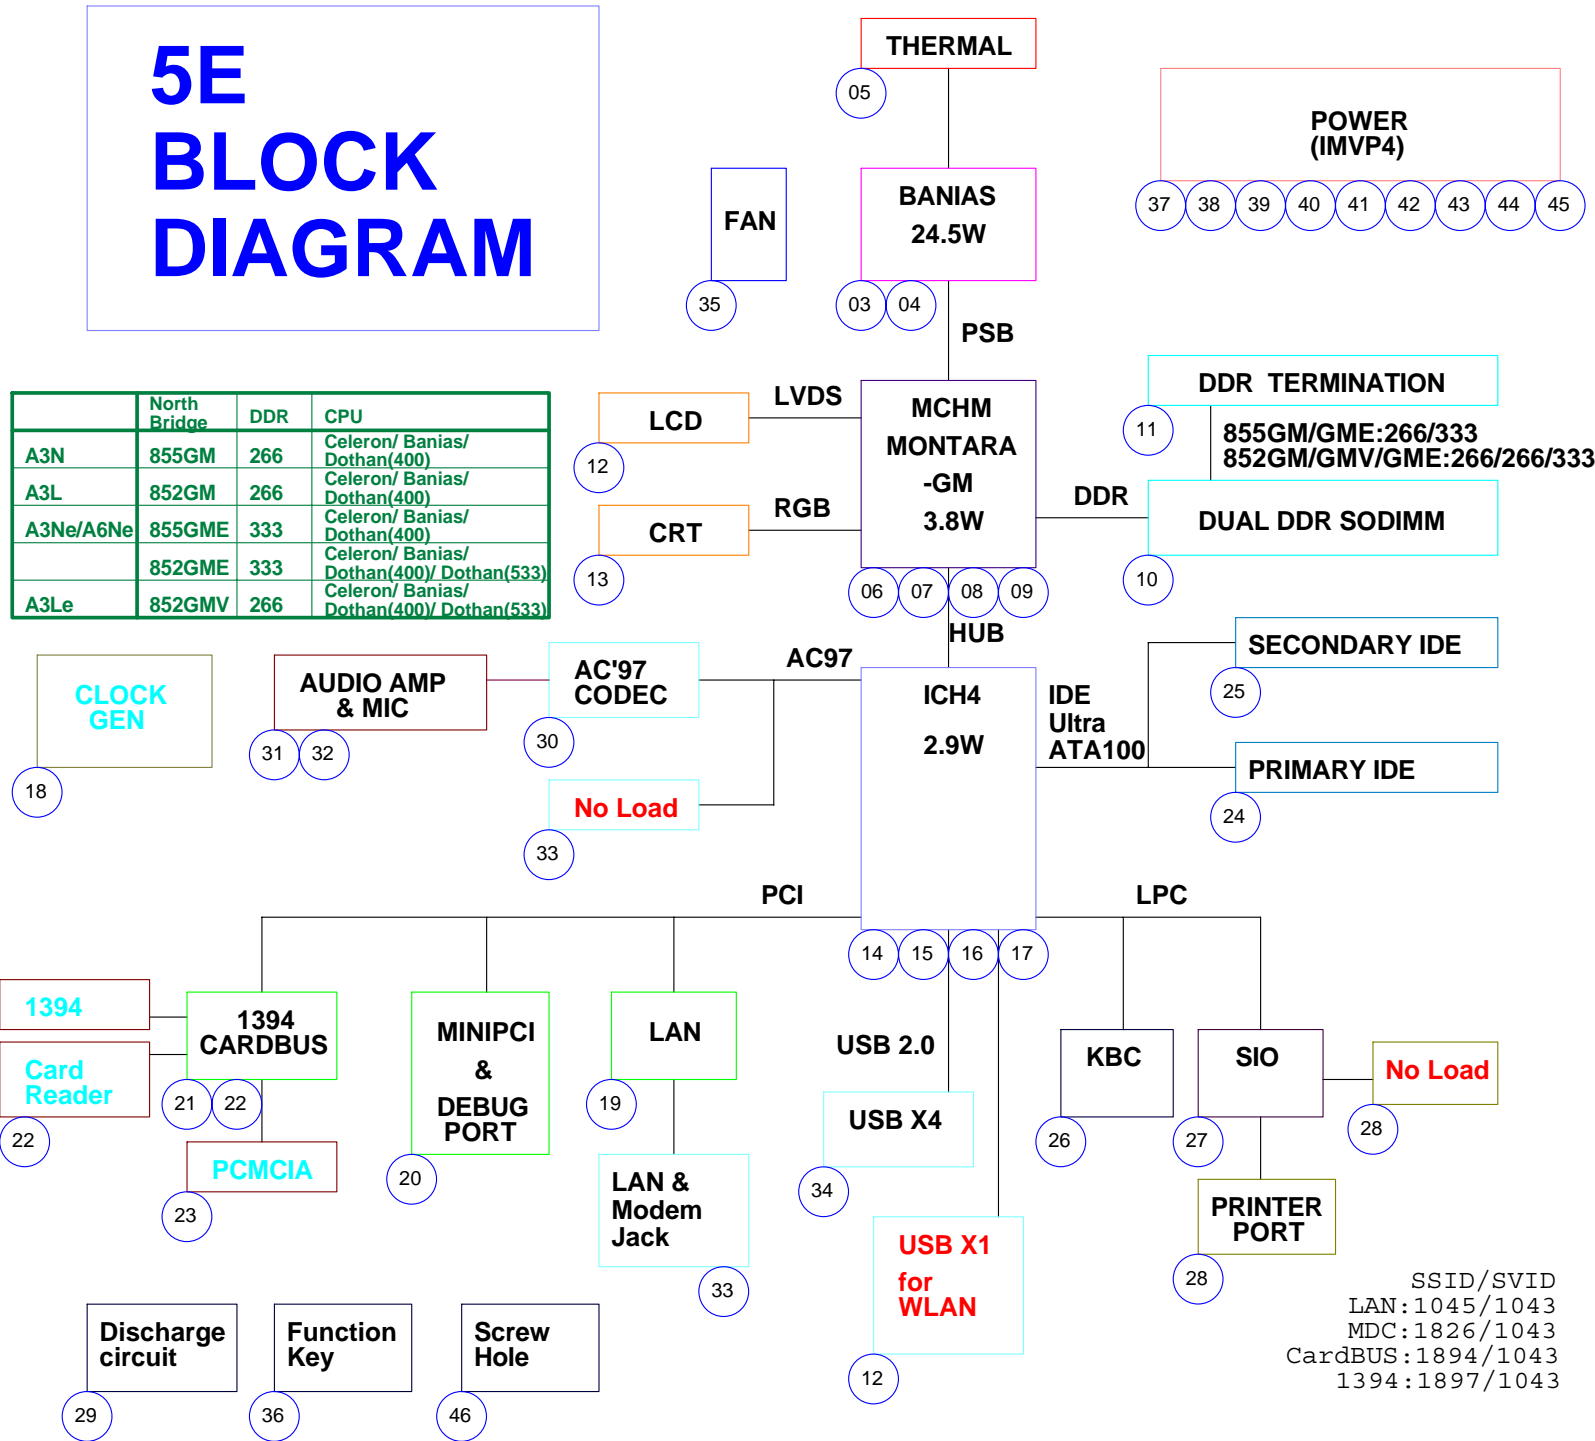 5E
BLOCK
DIAGRAM
THERMAL
05
POWER
(IMVP4)
37 38 39 40 41 42 43 44 45
FAN
35
BANIAS
24.5W
03 04
PSB
North Bridge DDR CPU
A3N 855GM 266 Celeron/ Banias/ Dothan(400)
A3L 852GM 266 Celeron/ Banias/ Dothan(400)
A3Ne/A6Ne 855GME 333 Celeron/ Banias/ Dothan(400)
852GME 333 Celeron/ Banias/ Dothan(400)/ Dothan(533)
A3Le 852GMV 266 Celeron/ Banias/ Dothan(400)/ Dothan(533)
LCD
12
LVDS
CRT
13
RGB
MCHM
MONTARA
-GM
3.8W
06 07 08 09
HUB
DDR
DDR TERMINATION
11
855GM/GME:266/333
852GM/GMV/GME:266/266/333
DUAL DDR SODIMM
10
CLOCK
GEN
18
AUDIO AMP
& MIC
31 32
AC'97
CODEC
30
AC97
No Load
33
ICH4
2.9W
14 15 16 17
IDE
Ultra
ATA100
SECONDARY IDE
25
PRIMARY IDE
24
PCI
LPC
1394
Card
Reader
22
1394
CARDBUS
21 22
PCMCIA
23
MINIPCI
&
DEBUG
PORT
20
LAN
19
LAN &
Modem
Jack
33
USB 2.0
USB X4
34
USB X1
for
WLAN
12
KBC
26
SIO
27
No Load
28
PRINTER
PORT
28
Discharge
circuit
29
Function
Key
36
Screw
Hole
46
SSID/SVID
LAN:1045/1043
MDC:1826/1043
CardBUS:1894/1043
1394:1897/1043